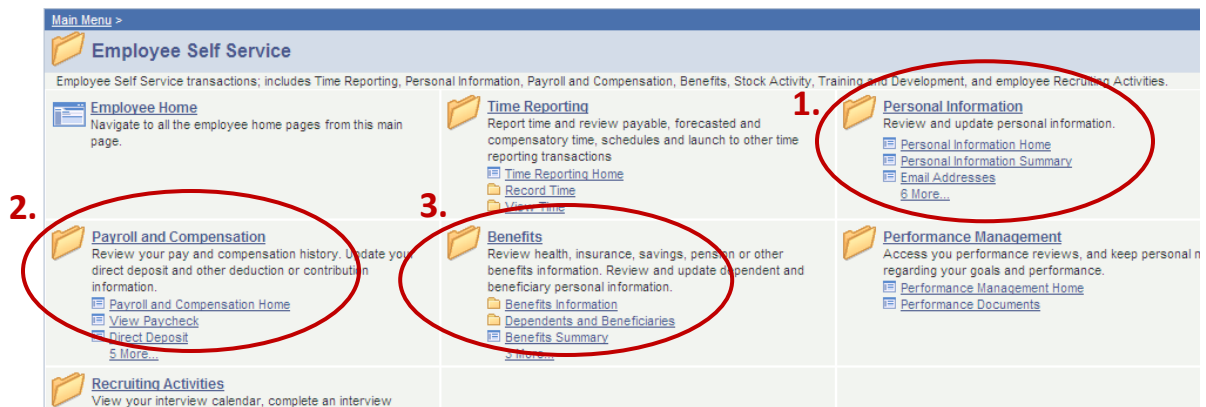 Main Menu >
Employee Self Service
Employee Self Service transactions; includes Time Reporting, Personal Information, Payroll and Compensation, Benefits, Stock Activity, Training and Development, and employee Recruiting Activities.
Employee Home
Navigate to all the employee home pages from this main
page.
Time Reporting
Report time and review payable, forecasted and
compensatory time, schedules and launch to other time
reporting transactions
Time Reporting Home
Record Time
View Time
1.
Personal Information
Review and update personal information.
Personal Information Home
Personal Information Summary
Email Addresses
6 More...
2.
Payroll and Compensation
Review your pay and compensation history. Update your
direct deposit and other deduction or contribution
information.
Payroll and Compensation Home
View Paycheck
Direct Deposit
5 More...
3.
Benefits
Review health, insurance, savings, pension or other
benefits information. Review and update dependent and
beneficiary personal information.
Benefits Information
Dependents and Beneficiaries
Benefits Summary
3 More...
Performance Management
Access you performance reviews, and keep personal n
regarding your goals and performance.
Performance Management Home
Performance Documents
Recruiting Activities
View your interview calendar, complete an interview